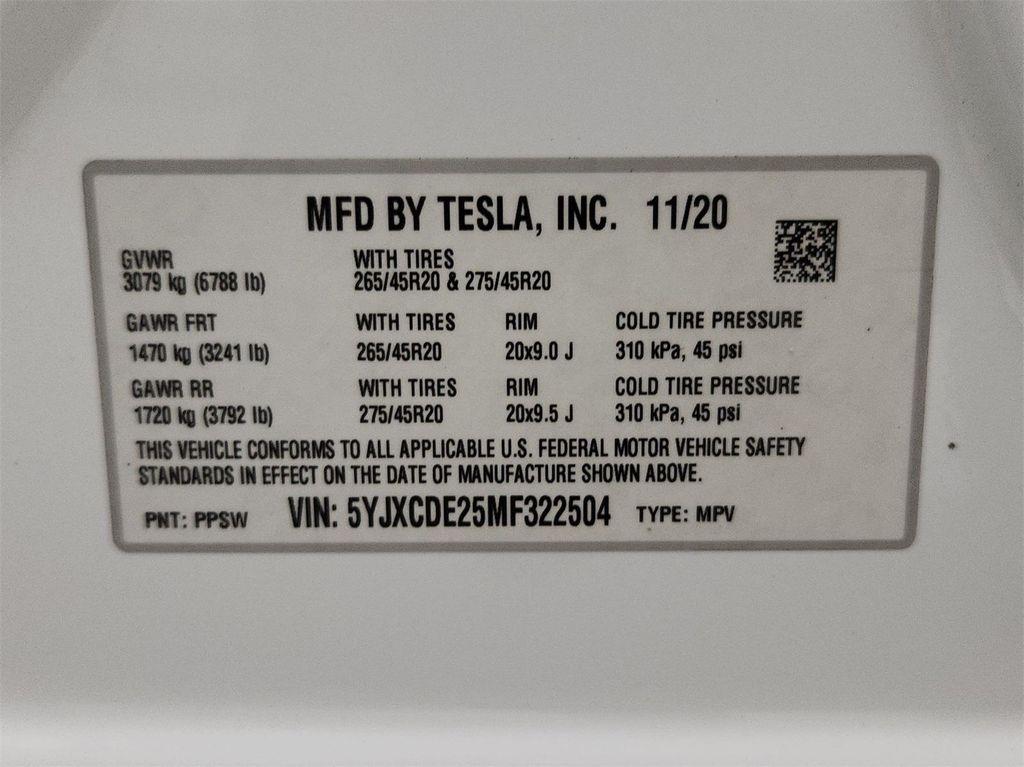 MFD BY TESLA, INC. 11/20
GVWR WITH TIRES
3079 kg (6788 lb) 265/45R20 & 275/45R20
GAWR FRT WITH TIRES RIM COLD TIRE PRESSURE
1470 kg (3241 lb) 265/45R20 20x9.0 J 310 kPa, 45 psi
GAWR RR WITH TIRES RIM COLD TIRE PRESSURE
1720 kg (3792 lb) 275/45R20 20x9.5 J 310 kPa, 45 psi
THIS VEHICLE CONFORMS TO ALL APPLICABLE U.S. FEDERAL MOTOR VEHICLE SAFETY
STANDARDS IN EFFECT ON THE DATE OF MANUFACTURE SHOWN ABOVE.
PNT: PPSW VIN: 5YJXCDE25MF322504 TYPE: MPV